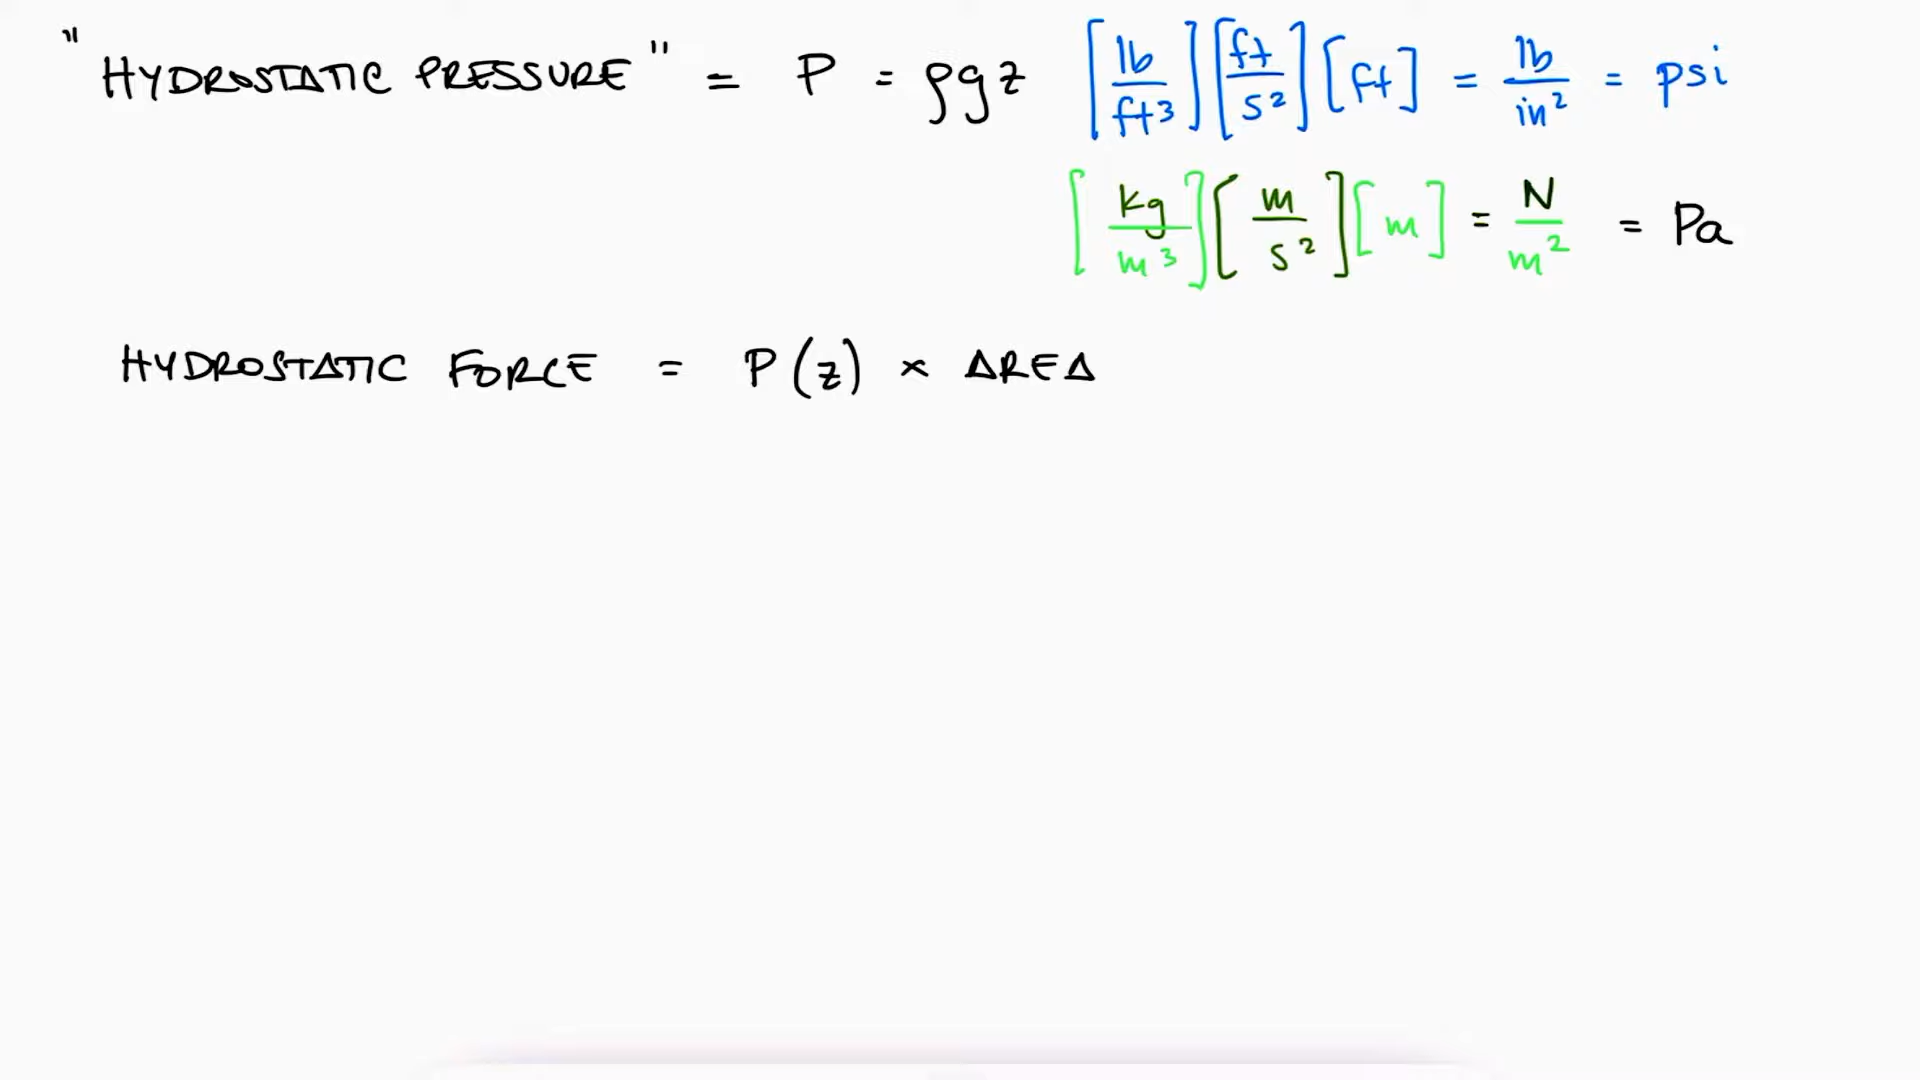 "HYDROSTATIC PRESSURE" = P = ρgz [lb/ft³][ft/s²][ft] = lb/in² = psi
[kg/m³][m/s²][m] = N/m² = Pa
HYDROSTATIC FORCE = P(z) × AREA